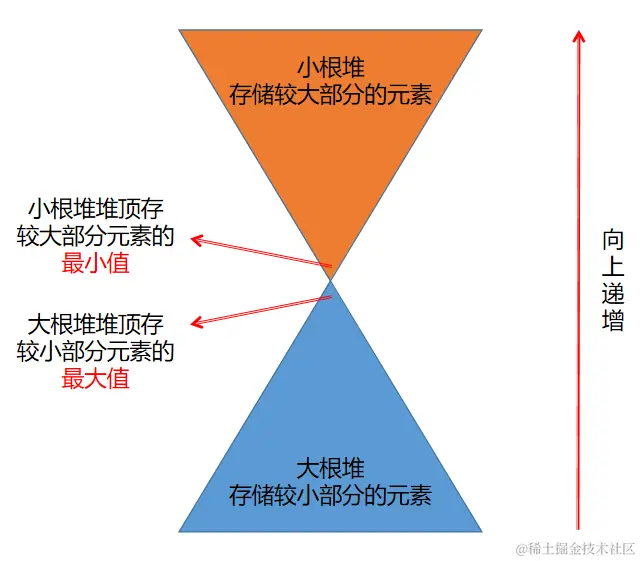 小根堆
存储较大部分的元素
小根堆堆顶存
较大部分元素的
最小值
大根堆堆顶存
较小部分元素的
最大值
向上递增
大根堆
存储较小部分的元素
@稀土掘金技术社区